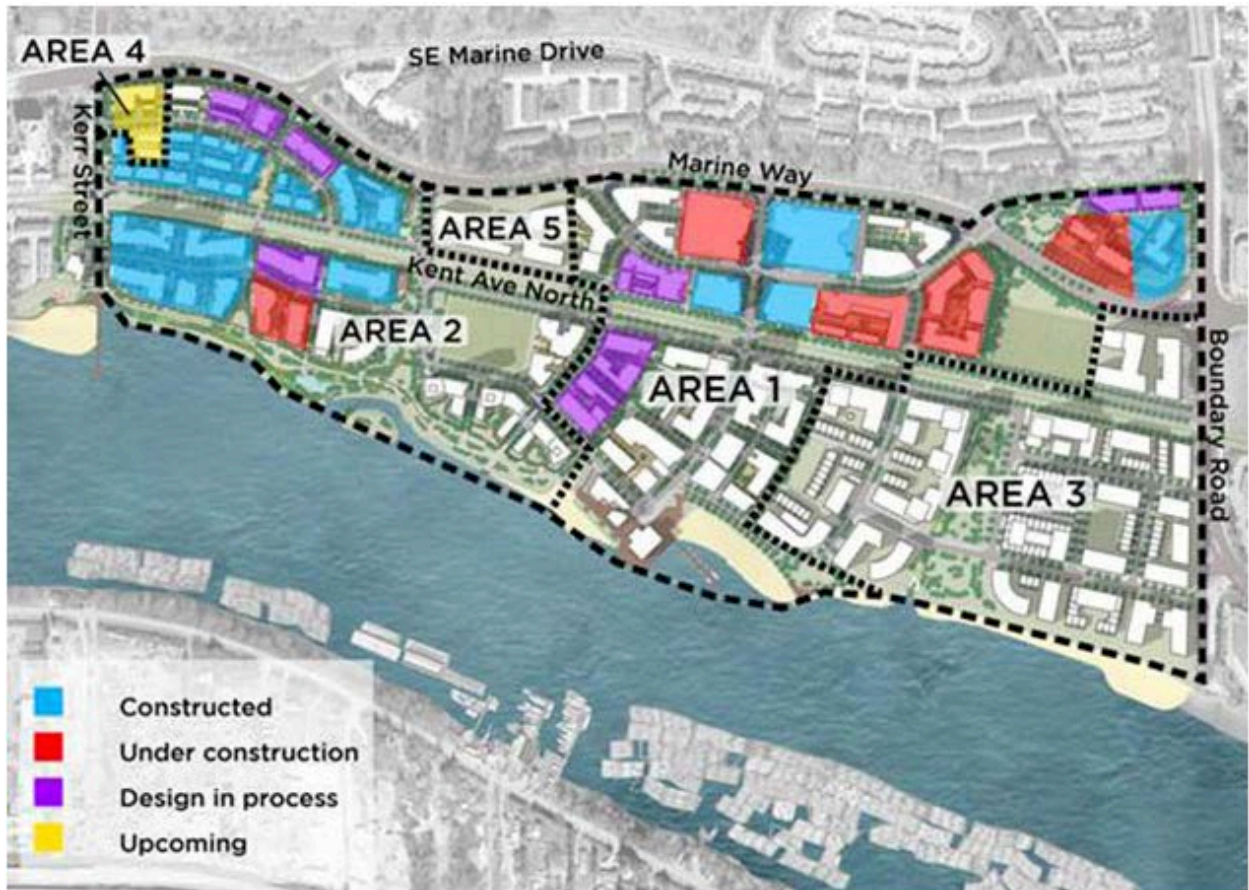 AREA 4
SE Marine Drive
Kerr Street
Marine Way
AREA 5
Kent Ave North
AREA 2
AREA 1
AREA 3
Boundary Road
Constructed
Under construction
Design in process
Upcoming